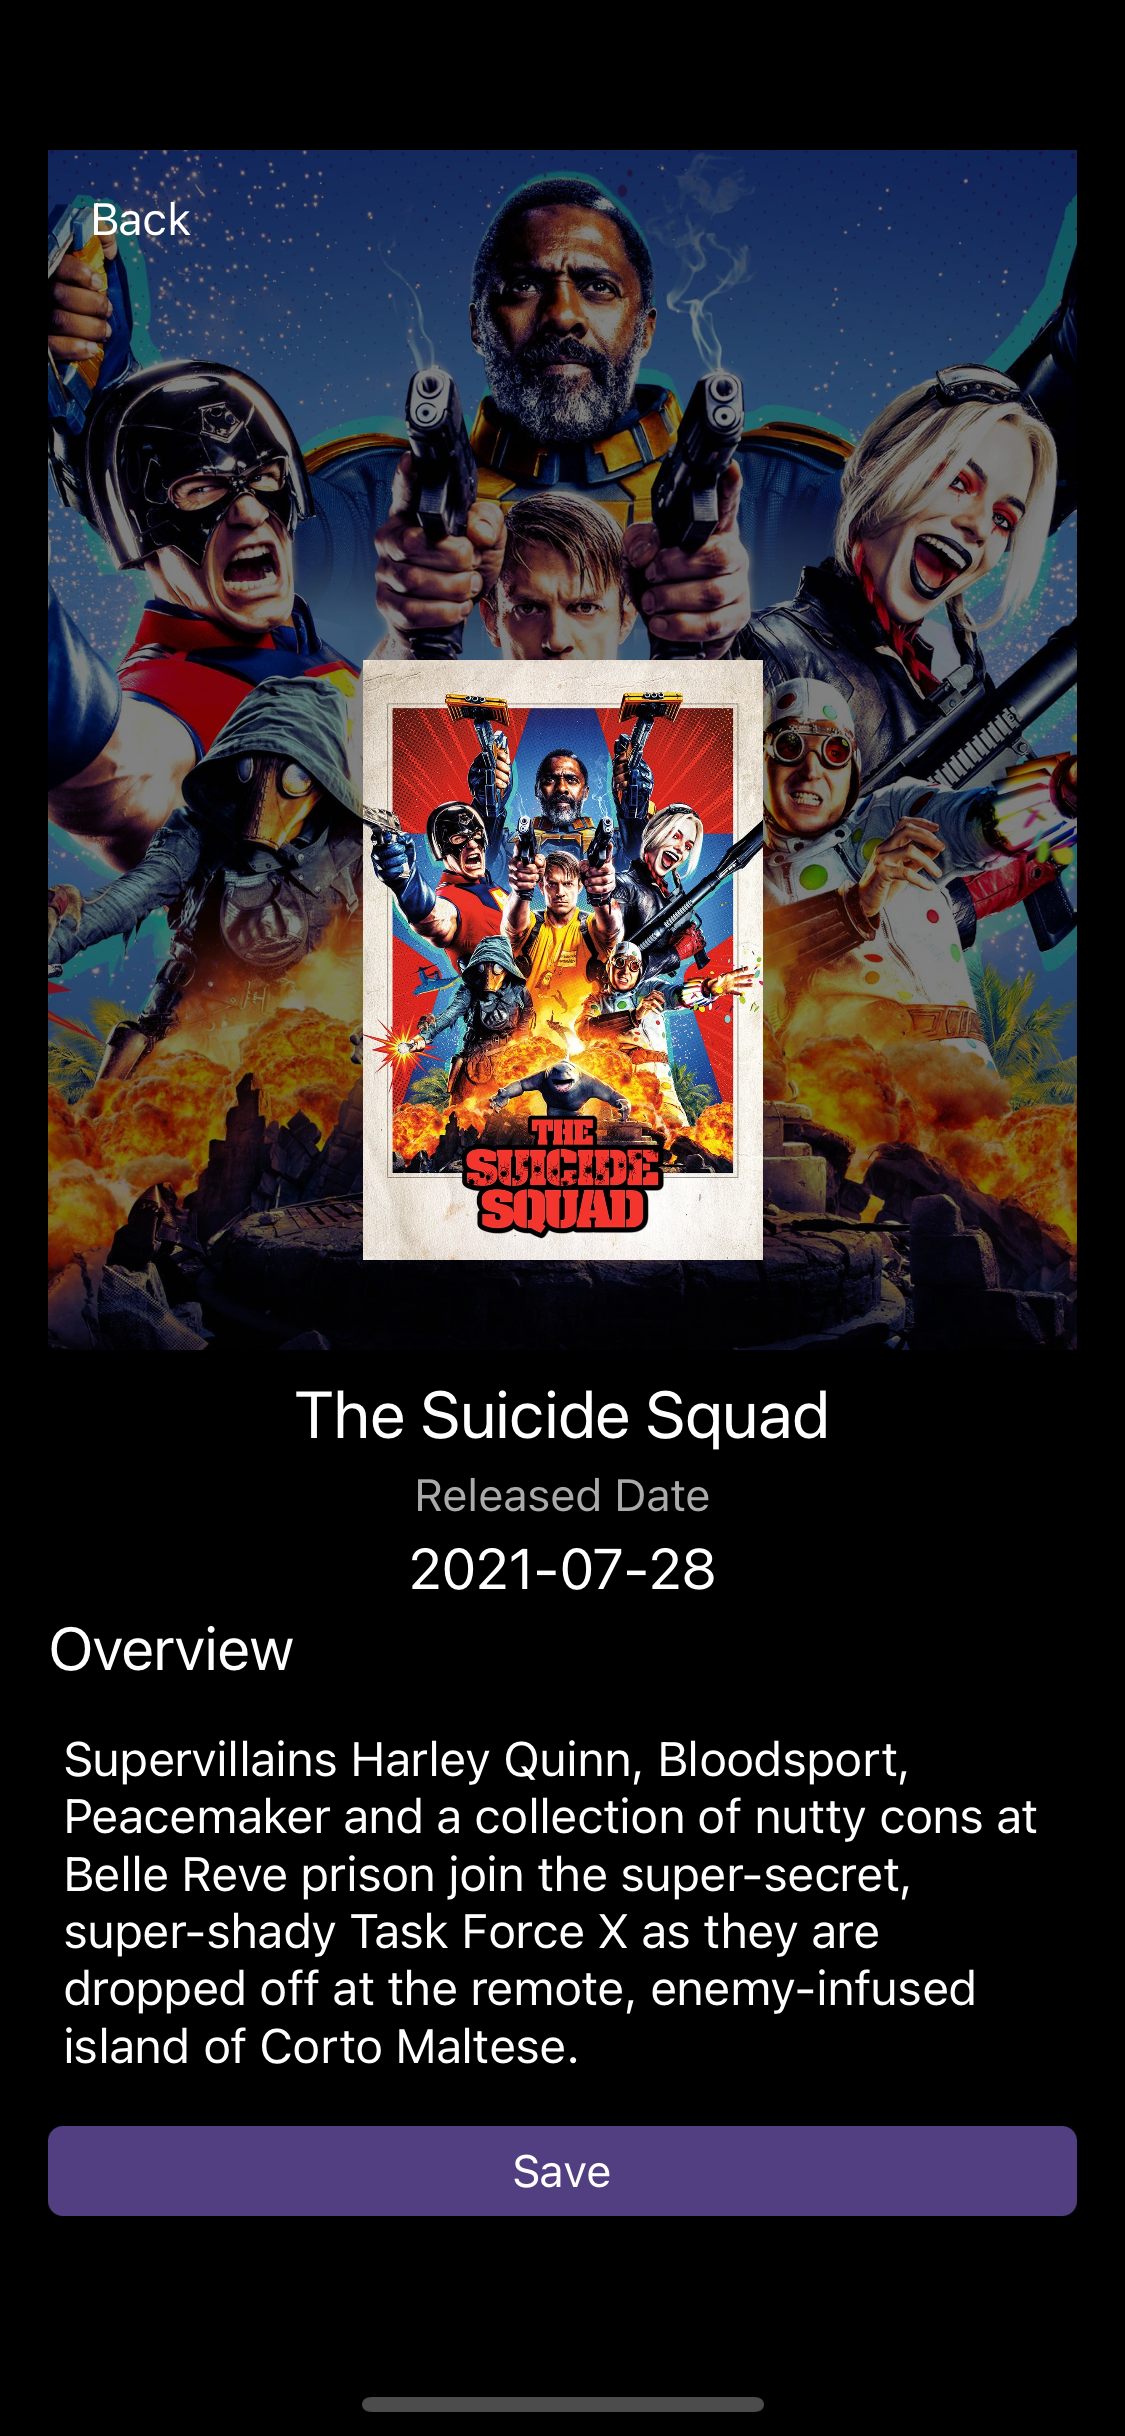 Back
THE
SUICIDE
SQUAD
The Suicide Squad
Released Date
2021-07-28
Overview
Supervillains Harley Quinn, Bloodsport,
Peacemaker and a collection of nutty cons at
Belle Reve prison join the super-secret,
super-shady Task Force X as they are
dropped off at the remote, enemy-infused
island of Corto Maltese.
Save